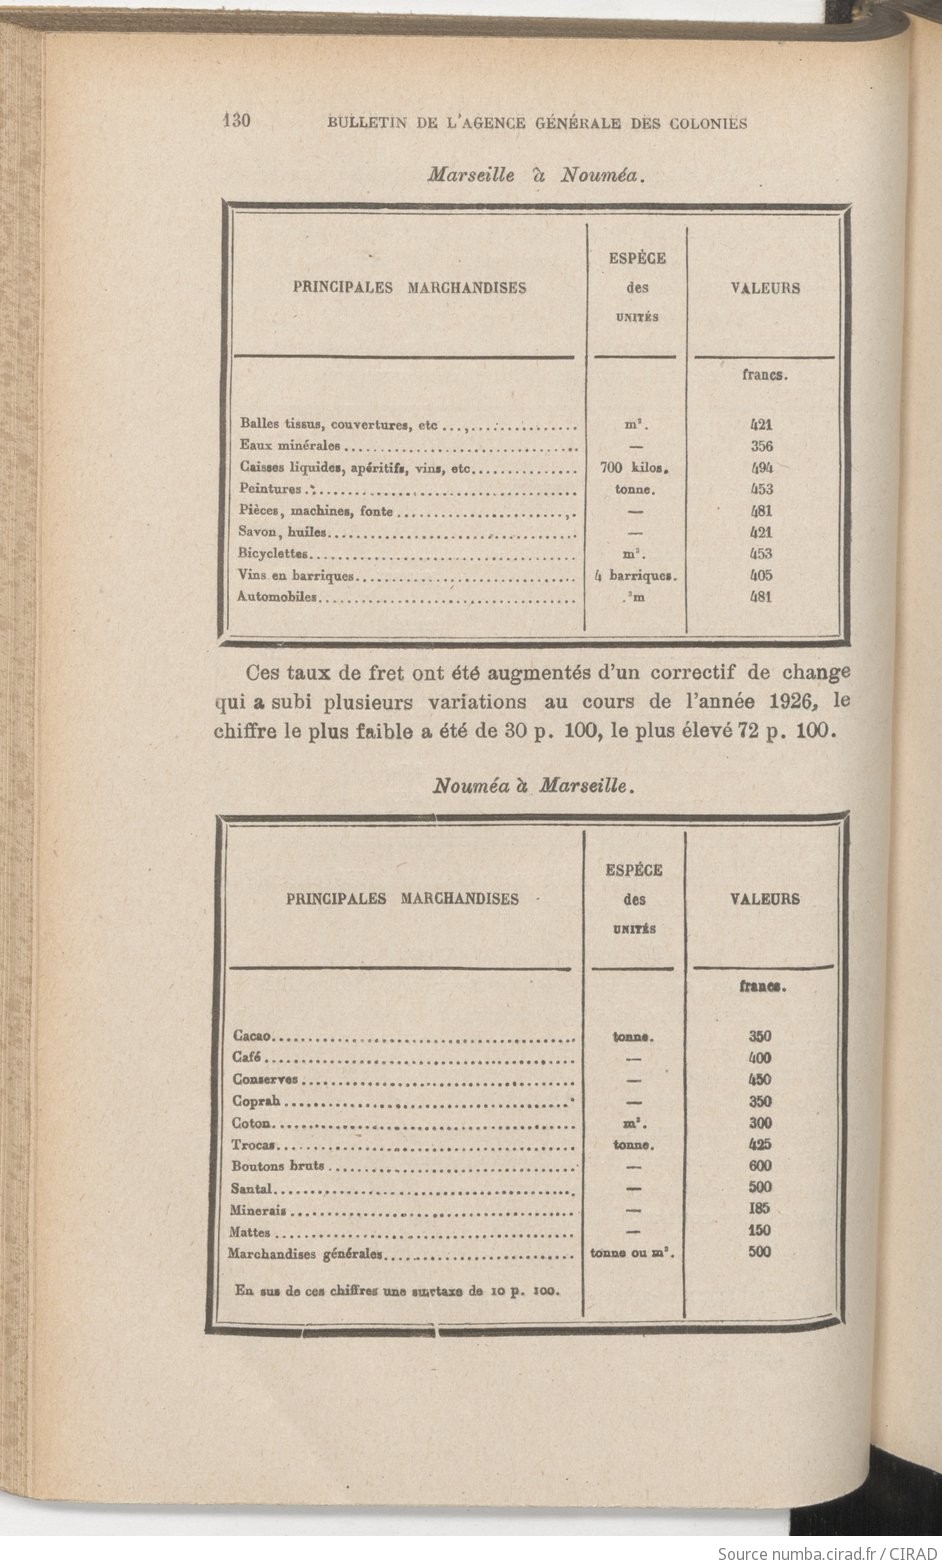 130 BULLETIN DE L'AGENCE GÉNÉRALE DES COLONIES
Marseille à Nouméa.
PRINCIPALES MARCHANDISES
ESPÈCE
des
UNITÉS
VALEURS
francs.
Balles tissus, couvertures, etc ................. m³. 421
Eaux minérales ................................ — 356
Caisses liquides, apéritifs, vins, etc............... 700 kilos. 494
Peintures ..................................... tonne. 453
Pièces, machines, fonte ........................ — 481
Savon, huiles.................................. — 421
Bicyclettes.................................... m³. 453
Vins en barriques.............................. 4 barriques. 405
Automobiles................................... .³m 481
Ces taux de fret ont été augmentés d'un correctif de change
qui a subi plusieurs variations au cours de l'année 1926, le
chiffre le plus faible a été de 30 p. 100, le plus élevé 72 p. 100.
Nouméa à Marseille.
PRINCIPALES MARCHANDISES
ESPÈCE
des
UNITÉS
VALEURS
francs.
Cacao......................................... tonne. 350
Café .......................................... — 400
Conserves ..................................... — 450
Coprah ....................................... — 350
Coton......................................... m³. 300
Trocas........................................ tonne. 425
Boutons bruts ................................. — 600
Santal......................................... — 500
Minerais ...................................... — 185
Mattes ........................................ — 150
Marchandises générales......................... tonne ou m³. 500
En sus de ces chiffres une surtaxe de 10 p. 100.
Source numba.cirad.fr / CIRAD